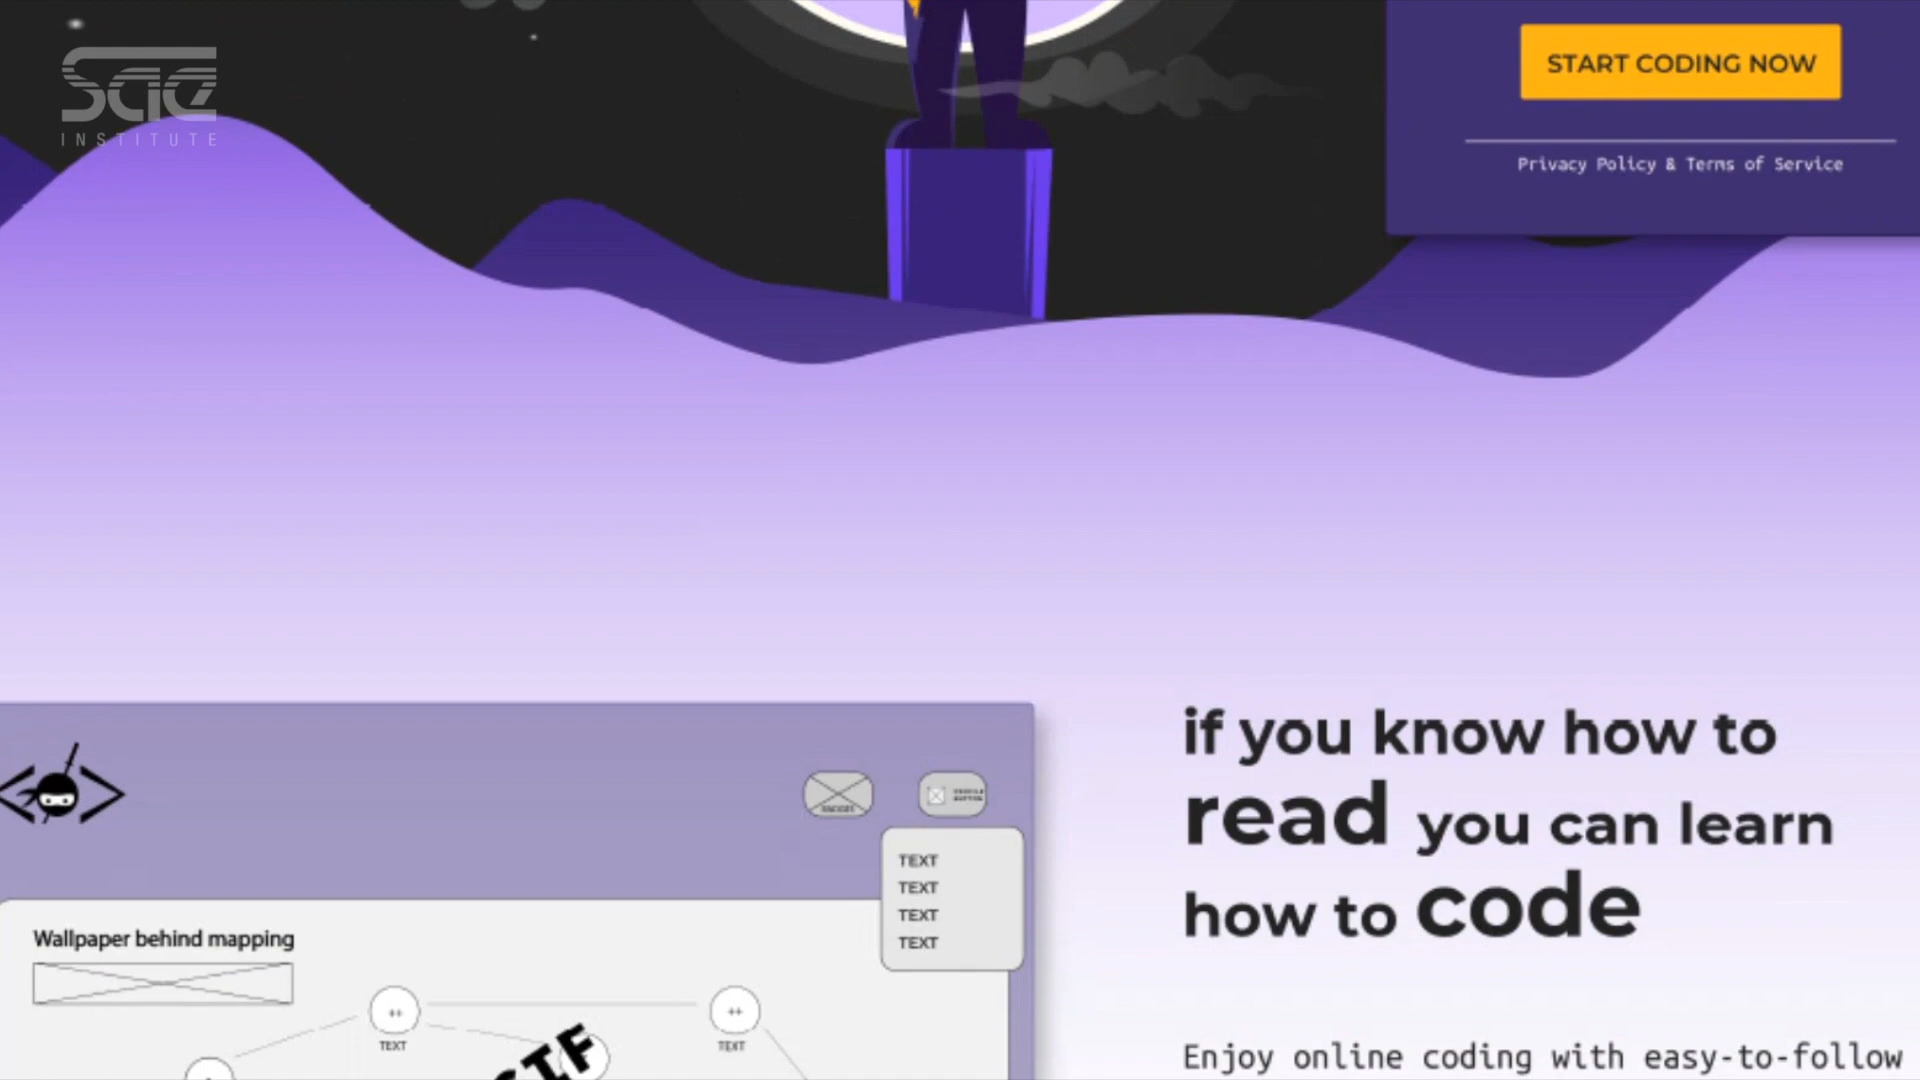 sae
INSTITUTE
START CODING NOW
Privacy Policy & Terms of Service
if you know how to
read you can learn
how to code
Enjoy online coding with easy-to-follow
TEXT
TEXT
TEXT
TEXT
Wallpaper behind mapping
++
TEXT
++
TEXT
GIF